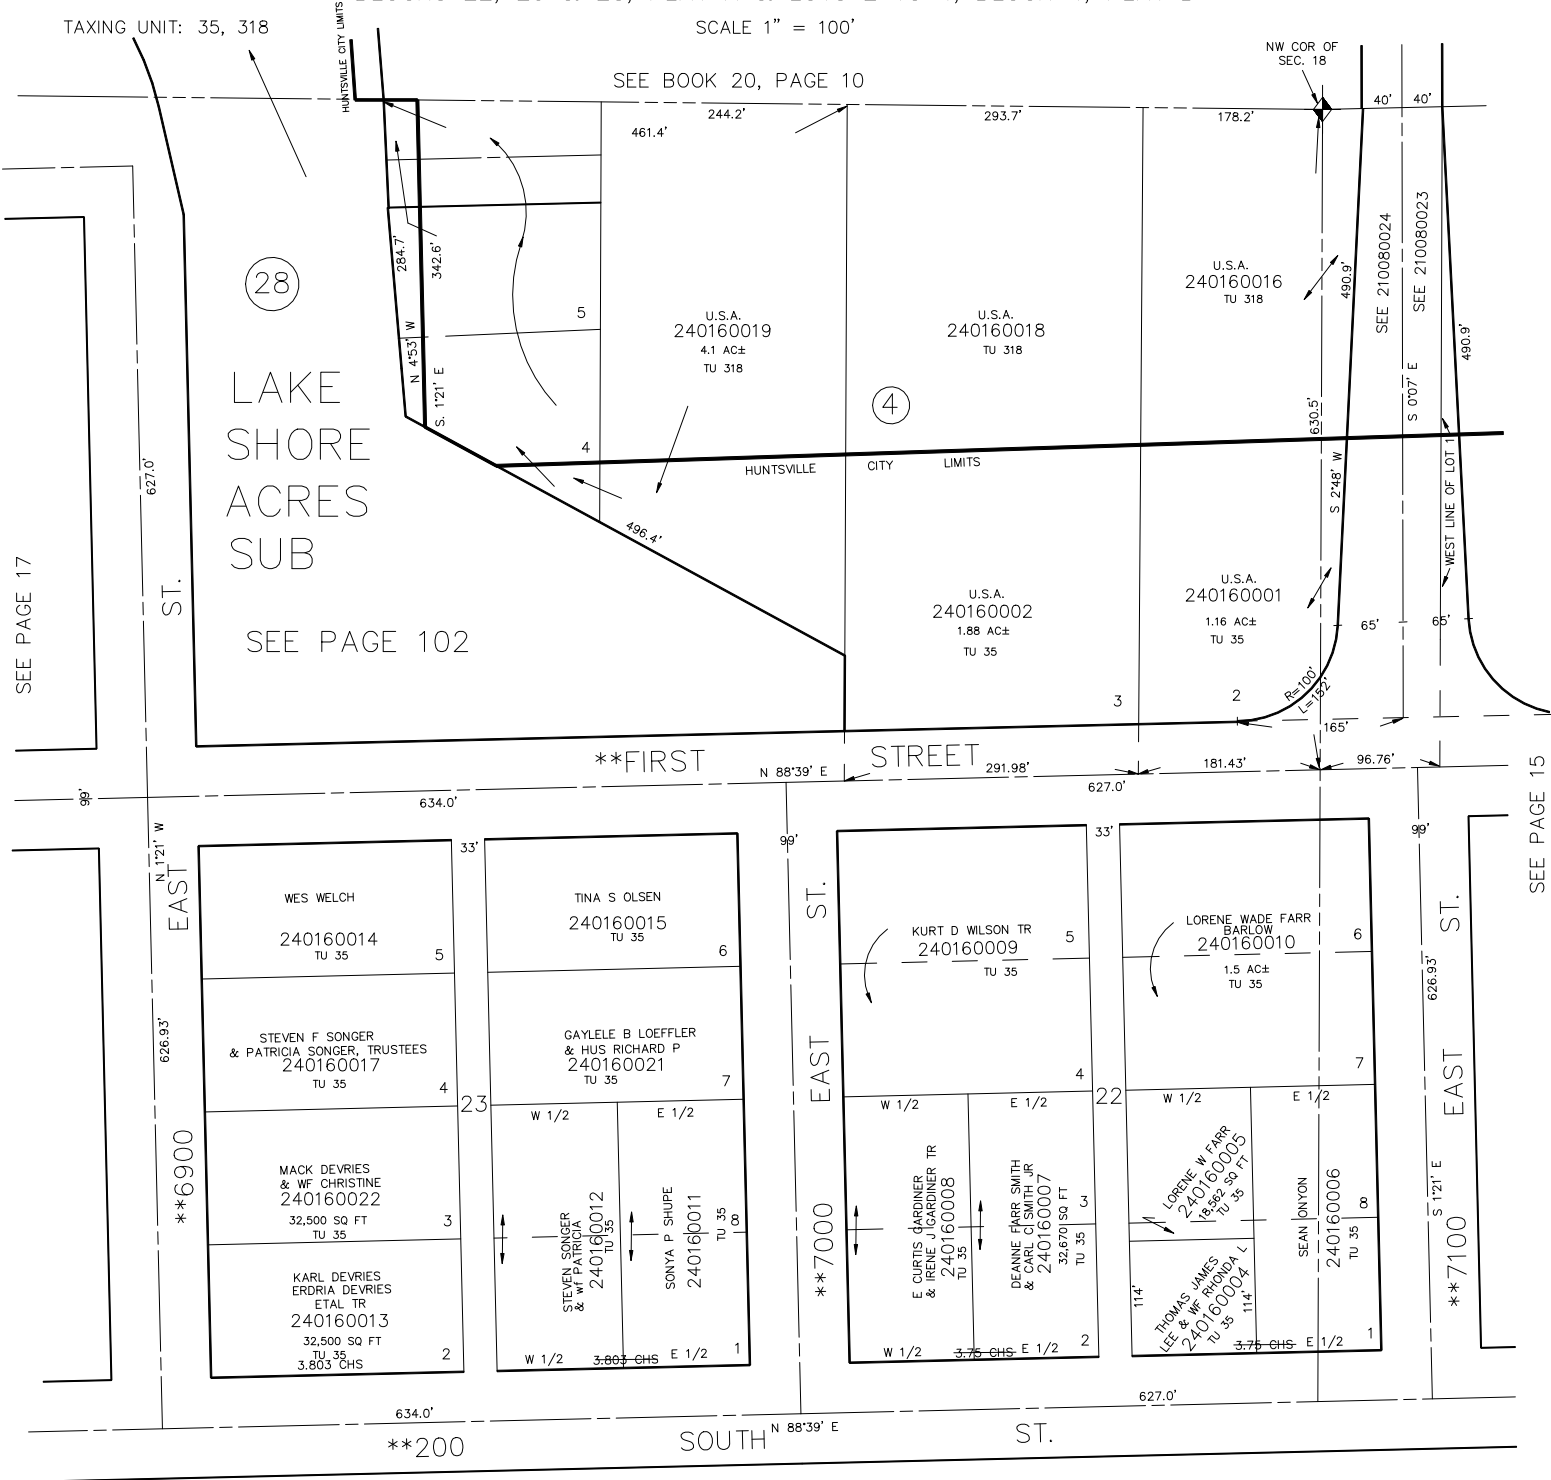 TAXING UNIT: 35, 318
SCALE 1" = 100'
SEE BOOK 20, PAGE 10
HUNTSVILLE CITY LIMITS
NW COR OF
SEC. 18
40'
40'
244.2'
461.4'
293.7'
178.2'
28
LAKE
SHORE
ACRES
SUB
SEE PAGE 102
284.7'
342.6'
N 4°53' W
S. 1°21' E
5
4
U.S.A.
240160019
4.1 AC±
TU 318
U.S.A.
240160018
TU 318
4
U.S.A.
240160016
TU 318
490.9'
SEE 210080024
SEE 210080023
S 0°07' E
490.9'
630.5'
S 2°48' W
WEST LINE OF LOT 1
HUNTSVILLE CITY LIMITS
496.4'
627.0'
ST.
SEE PAGE 17
U.S.A.
240160002
1.88 AC±
TU 35
3
U.S.A.
240160001
1.16 AC±
TU 35
2
R=100'
L=152'
65'
65'
165'
**FIRST STREET
N 88°39' E
291.98'
181.43'
96.76'
99'
634.0'
627.0'
SEE PAGE 15
N 1°21' W
EAST
626.93'
**6900
33'
99'
33'
99'
WES WELCH
240160014
TU 35
5
TINA S OLSEN
240160015
TU 35
6
KURT D WILSON TR
240160009
TU 35
5
LORENE WADE FARR
BARLOW
240160010
1.5 AC±
TU 35
6
STEVEN F SONGER
& PATRICIA SONGER, TRUSTEES
240160017
TU 35
4
23
GAYLELE B LOEFFLER
& HUS RICHARD P
240160021
TU 35
7
ST.
EAST
**7000
4
22
7
ST.
EAST
**7100
626.93'
S 1°21' E
MACK DEVRIES
& WF CHRISTINE
240160022
32,500 SQ FT
TU 35
3
KARL DEVRIES
ERDRIA DEVRIES
ETAL TR
240160013
32,500 SQ FT
TU 35
3.803 CHS
2
W 1/2
E 1/2
STEVEN SONGER
& wf PATRICIA
240160012
TU 35
SONYA P SHUPE
240160011
TU 35
8
W 1/2
3.803 CHS
E 1/2
1
W 1/2
E 1/2
E CURTIS GARDINER
& IRENE J GARDINER TR
240160008
TU 35
DEANNE FARR SMITH
& CARL C SMITH JR
240160007
32,670 SQ FT
TU 35
3
W 1/2
3.75 CHS
E 1/2
2
W 1/2
E 1/2
LORENE W FARR
240160005
18,562 SQ FT
TU 35
THOMAS JAMES
LEE & WF RHONDA L
240160004
TU 35
114'
114'
SEAN ONYON
240160006
TU 35
8
3.75 CHS
E 1/2
1
634.0'
N 88°39' E
627.0'
**200 SOUTH ST.